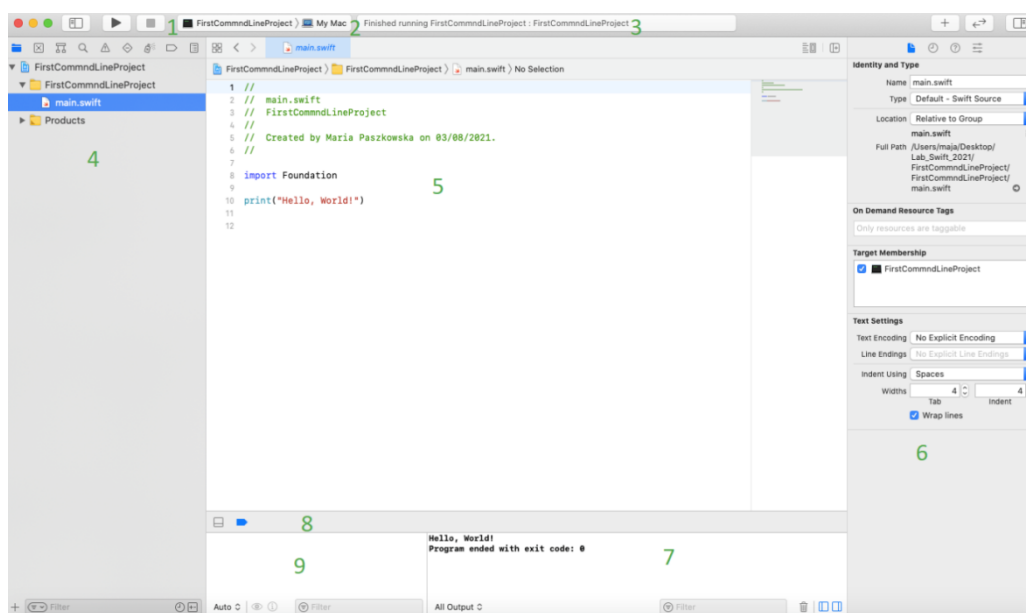 1 FirstCommndLineProject 〉 My Mac 2 Finished running FirstCommndLineProject : FirstCommndLineProject 3
main.swift
FirstCommndLineProject
FirstCommndLineProject
main.swift
Products
4
FirstCommndLineProject 〉 FirstCommndLineProject 〉 main.swift 〉 No Selection
1 //
2 //  main.swift
3 //  FirstCommndLineProject
4 //
5 //  Created by Maria Paszkowska on 03/08/2021.
6 //
7
8 import Foundation
9
10 print("Hello, World!")
11
12
5
Identity and Type
Name main.swift
Type Default - Swift Source
Location Relative to Group
main.swift
Full Path /Users/maja/Desktop/
Lab_Swift_2021/
FirstCommndLineProject/
FirstCommndLineProject/
main.swift
On Demand Resource Tags
Only resources are taggable
Target Membership
FirstCommndLineProject
Text Settings
Text Encoding No Explicit Encoding
Line Endings No Explicit Line Endings
Indent Using Spaces
Widths 4 4
Tab Indent
Wrap lines
6
8
9
Hello, World!
Program ended with exit code: 0
7
Filter
Auto Filter
All Output Filter